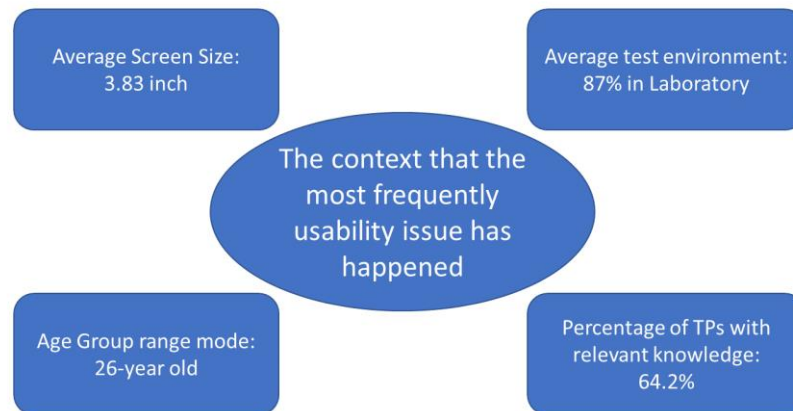 Average Screen Size:
3.83 inch
Average test environment:
87% in Laboratory
The context that the
most frequently
usability issue has
happened
Age Group range mode:
26-year old
Percentage of TPs with
relevant knowledge:
64.2%